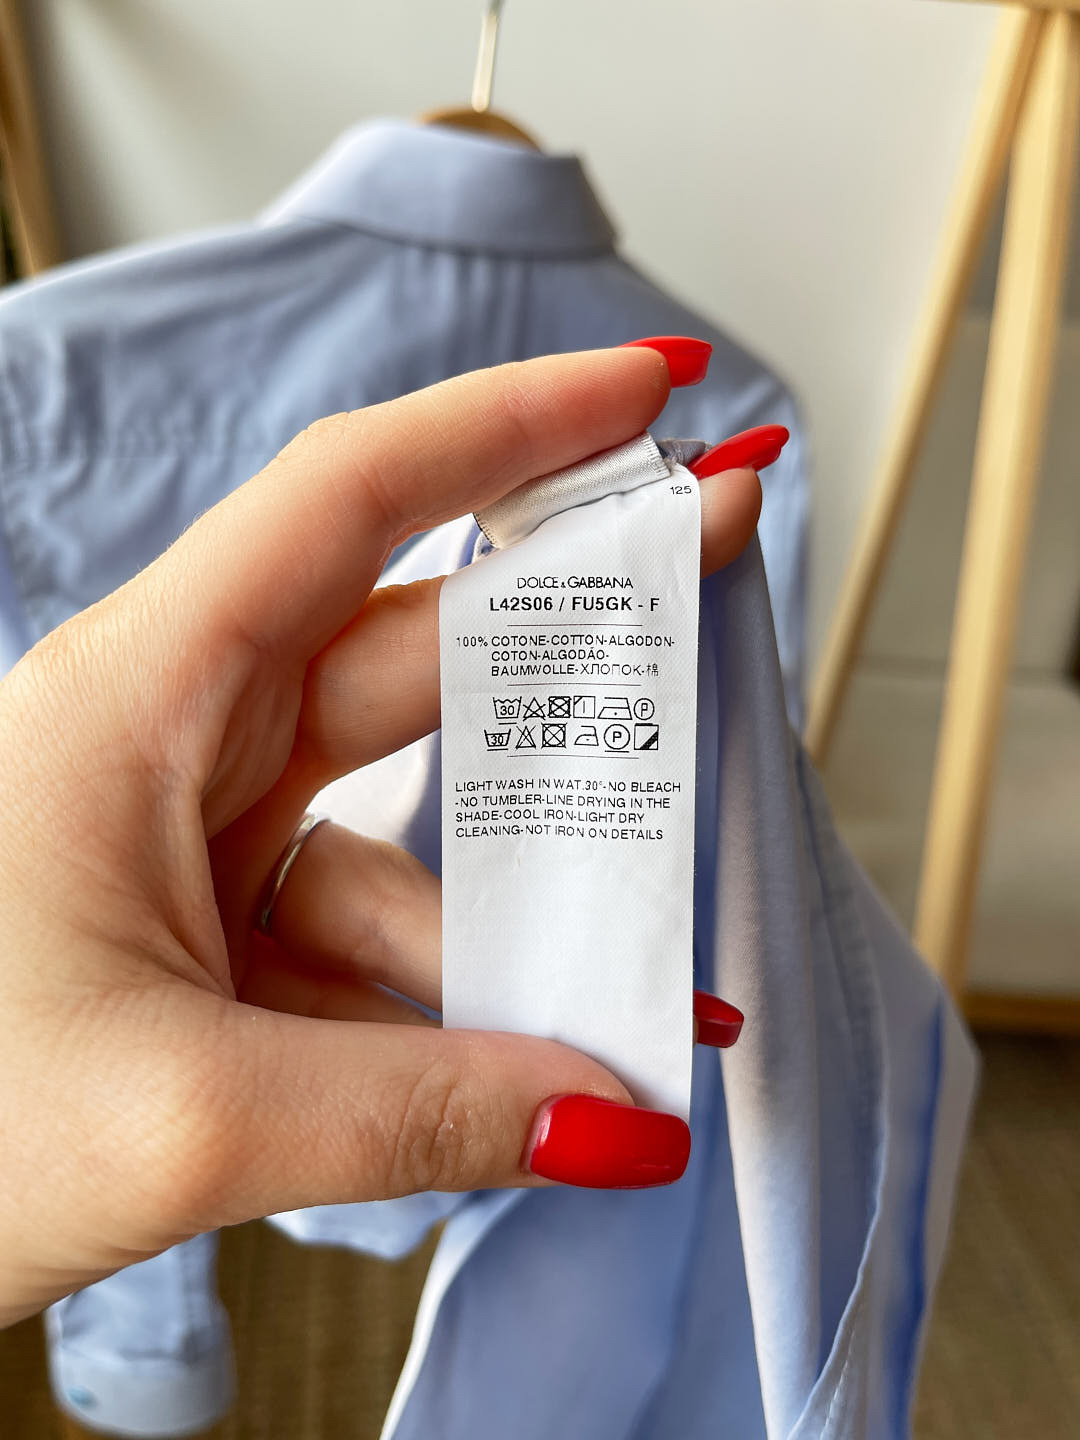 125
DOLCE & GABBANA
L42S06 / FU5GK - F
100% COTONE-COTTON-ALGODON-
COTON-ALGODÃO-
BAUMWOLLE-ХЛОПОК-棉
30 P
30 P
LIGHT WASH IN WAT.30°-NO BLEACH
-NO TUMBLER-LINE DRYING IN THE
SHADE-COOL IRON-LIGHT DRY
CLEANING-NOT IRON ON DETAILS